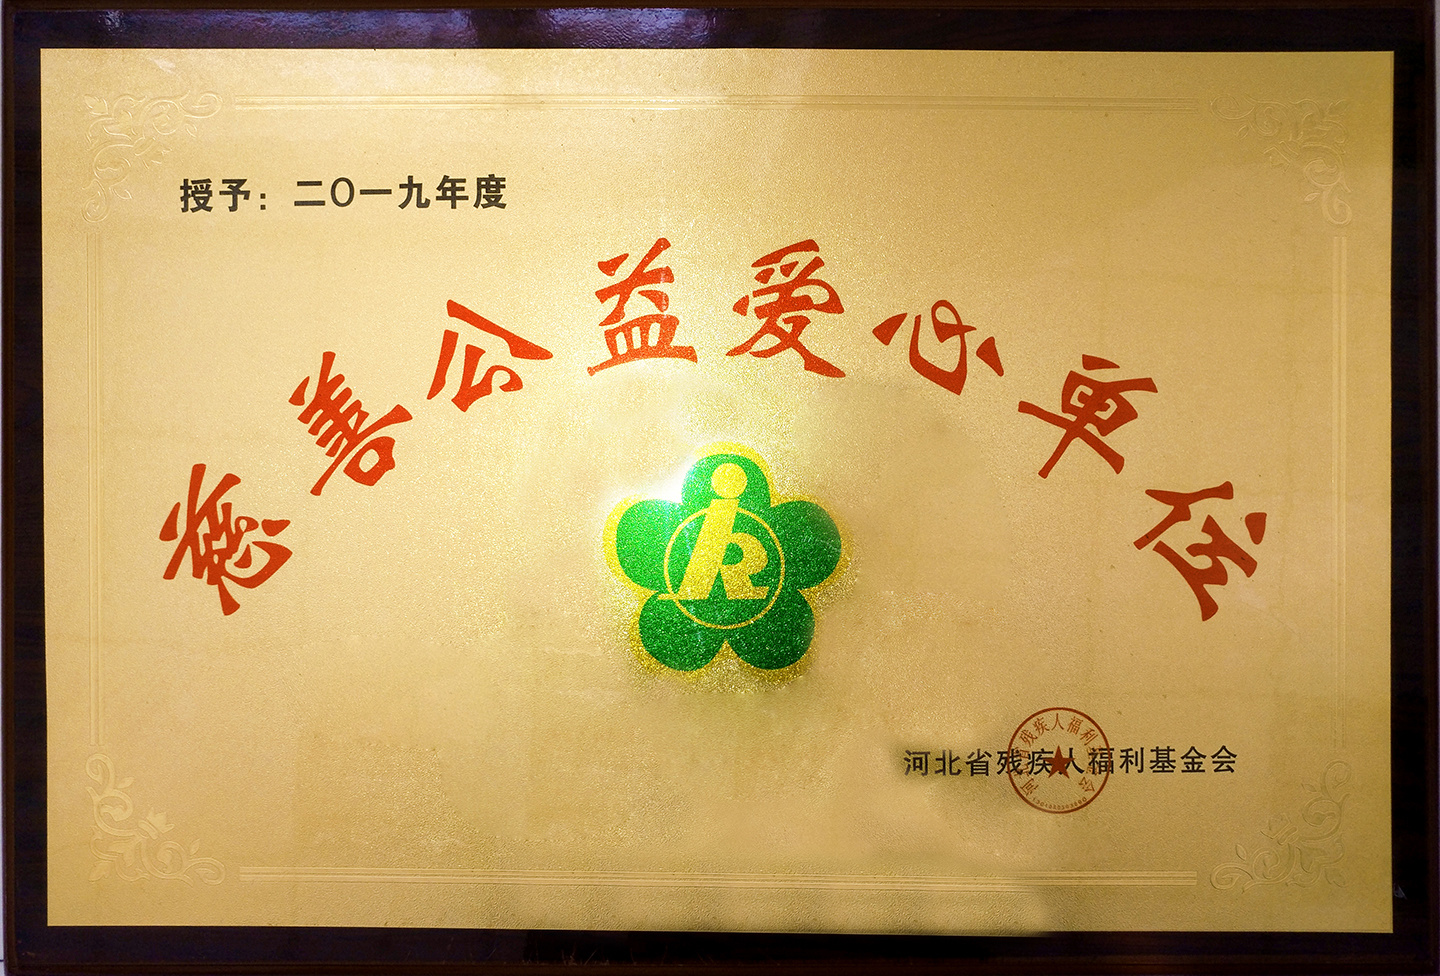 授予：二〇一九年度
慈善公益爱心单位
河北省残疾人福利基金会